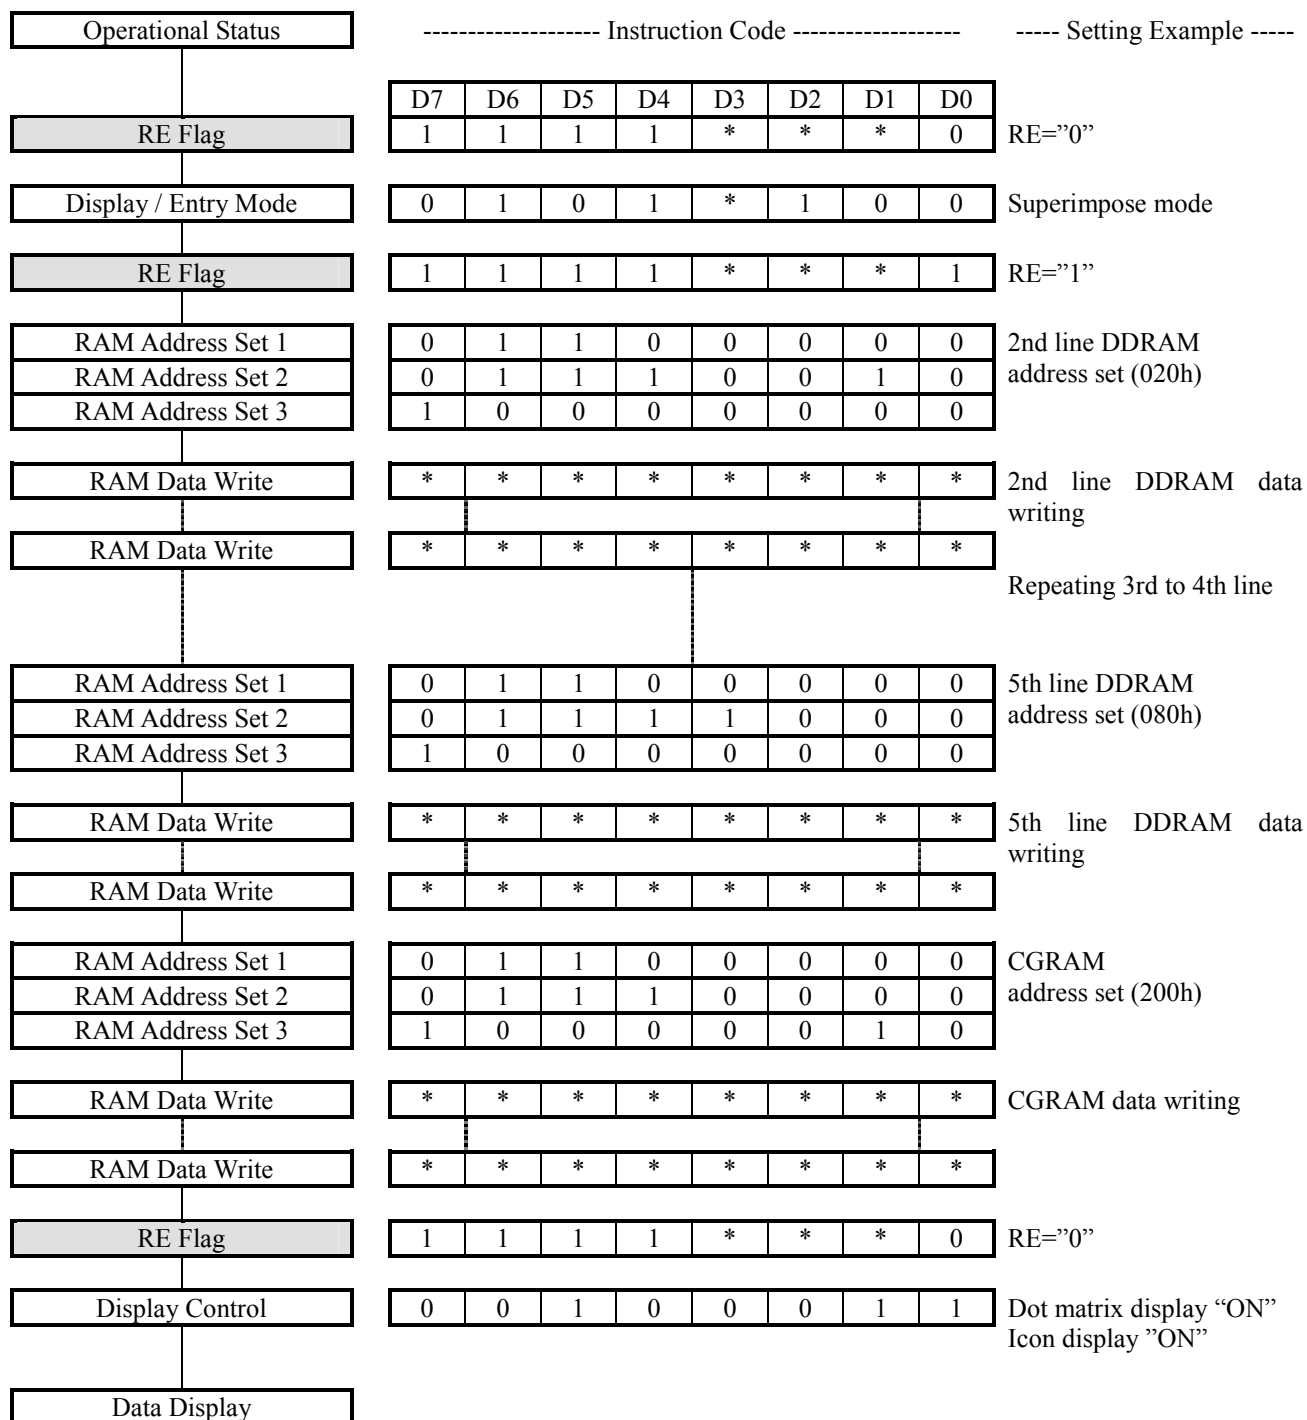 Operational Status -------------------- Instruction Code ------------------- ----- Setting Example -----
D7 D6 D5 D4 D3 D2 D1 D0
RE Flag 1 1 1 1 * * * 0 RE=”0”
Display / Entry Mode 0 1 0 1 * 1 0 0 Superimpose mode
RE Flag 1 1 1 1 * * * 1 RE=”1”
RAM Address Set 1 0 1 1 0 0 0 0 0 2nd line DDRAM
RAM Address Set 2 0 1 1 1 0 0 1 0 address set (020h)
RAM Address Set 3 1 0 0 0 0 0 0 0
RAM Data Write * * * * * * * * 2nd line DDRAM data
writing
RAM Data Write * * * * * * * *
Repeating 3rd to 4th line
RAM Address Set 1 0 1 1 0 0 0 0 0 5th line DDRAM
RAM Address Set 2 0 1 1 1 1 0 0 0 address set (080h)
RAM Address Set 3 1 0 0 0 0 0 0 0
RAM Data Write * * * * * * * * 5th line DDRAM data
writing
RAM Data Write * * * * * * * *
RAM Address Set 1 0 1 1 0 0 0 0 0 CGRAM
RAM Address Set 2 0 1 1 1 0 0 0 0 address set (200h)
RAM Address Set 3 1 0 0 0 0 0 1 0
RAM Data Write * * * * * * * * CGRAM data writing
RAM Data Write * * * * * * * *
RE Flag 1 1 1 1 * * * 0 RE=”0”
Display Control 0 0 1 0 0 0 1 1 Dot matrix display “ON”
Icon display ”ON”
Data Display